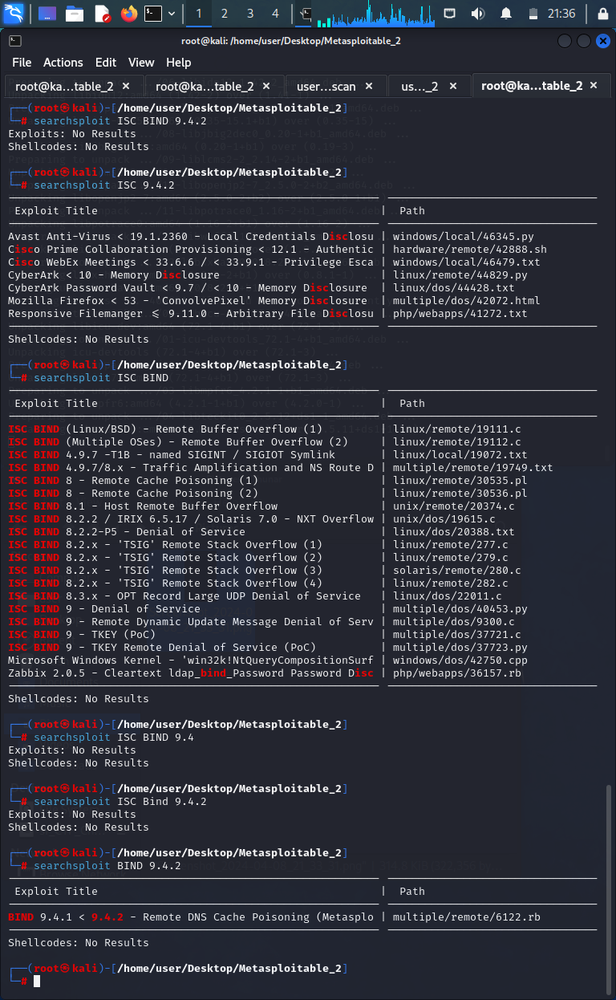 1 2 3 4 21:36
root@kali: /home/user/Desktop/Metasploitable_2
File Actions Edit View Help
root@ka...table_2 × root@ka...table_2 × user...scan × us..._2 × root@ka...table_2 ×
┌──(root㉿kali)-[/home/user/Desktop/Metasploitable_2]
└─# searchsploit ISC BIND 9.4.2
Exploits: No Results
Shellcodes: No Results
┌──(root㉿kali)-[/home/user/Desktop/Metasploitable_2]
└─# searchsploit ISC 9.4.2
Exploit Title | Path
Avast Anti-Virus < 19.1.2360 - Local Credentials Disclosu | windows/local/46345.py
Cisco Prime Collaboration Provisioning < 12.1 - Authentic | hardware/remote/42888.sh
Cisco WebEx Meetings < 33.6.6 / < 33.9.1 - Privilege Esca | windows/local/46479.txt
CyberArk < 10 - Memory Disclosure | linux/remote/44829.py
CyberArk Password Vault < 9.7 / < 10 - Memory Disclosure | linux/dos/44428.txt
Mozilla Firefox < 53 - 'ConvolvePixel' Memory Disclosure | multiple/dos/42072.html
Responsive Filemanger ⩽ 9.11.0 - Arbitrary File Disclosu | php/webapps/41272.txt
Shellcodes: No Results
┌──(root㉿kali)-[/home/user/Desktop/Metasploitable_2]
└─# searchsploit ISC BIND
Exploit Title | Path
ISC BIND (Linux/BSD) - Remote Buffer Overflow (1) | linux/remote/19111.c
ISC BIND (Multiple OSes) - Remote Buffer Overflow (2) | linux/remote/19112.c
ISC BIND 4.9.7 -T1B - named SIGINT / SIGIOT Symlink | linux/local/19072.txt
ISC BIND 4.9.7/8.x - Traffic Amplification and NS Route D | multiple/remote/19749.txt
ISC BIND 8 - Remote Cache Poisoning (1) | linux/remote/30535.pl
ISC BIND 8 - Remote Cache Poisoning (2) | linux/remote/30536.pl
ISC BIND 8.1 - Host Remote Buffer Overflow | unix/remote/20374.c
ISC BIND 8.2.2 / IRIX 6.5.17 / Solaris 7.0 - NXT Overflow | unix/dos/19615.c
ISC BIND 8.2.2-P5 - Denial of Service | linux/dos/20388.txt
ISC BIND 8.2.x - 'TSIG' Remote Stack Overflow (1) | linux/remote/277.c
ISC BIND 8.2.x - 'TSIG' Remote Stack Overflow (2) | linux/remote/279.c
ISC BIND 8.2.x - 'TSIG' Remote Stack Overflow (3) | solaris/remote/280.c
ISC BIND 8.2.x - 'TSIG' Remote Stack Overflow (4) | linux/remote/282.c
ISC BIND 8.3.x - OPT Record Large UDP Denial of Service | linux/dos/22011.c
ISC BIND 9 - Denial of Service | multiple/dos/40453.py
ISC BIND 9 - Remote Dynamic Update Message Denial of Serv | multiple/dos/9300.c
ISC BIND 9 - TKEY (PoC) | multiple/dos/37721.c
ISC BIND 9 - TKEY Remote Denial of Service (PoC) | multiple/dos/37723.py
Microsoft Windows Kernel - 'win32k!NtQueryCompositionSurf | windows/dos/42750.cpp
Zabbix 2.0.5 - Cleartext ldap_bind_Password Password Disc | php/webapps/36157.rb
Shellcodes: No Results
┌──(root㉿kali)-[/home/user/Desktop/Metasploitable_2]
└─# searchsploit ISC BIND 9.4
Exploits: No Results
Shellcodes: No Results
┌──(root㉿kali)-[/home/user/Desktop/Metasploitable_2]
└─# searchsploit ISC Bind 9.4.2
Exploits: No Results
Shellcodes: No Results
┌──(root㉿kali)-[/home/user/Desktop/Metasploitable_2]
└─# searchsploit BIND 9.4.2
Exploit Title | Path
BIND 9.4.1 < 9.4.2 - Remote DNS Cache Poisoning (Metasplo | multiple/remote/6122.rb
Shellcodes: No Results
┌──(root㉿kali)-[/home/user/Desktop/Metasploitable_2]
└─#